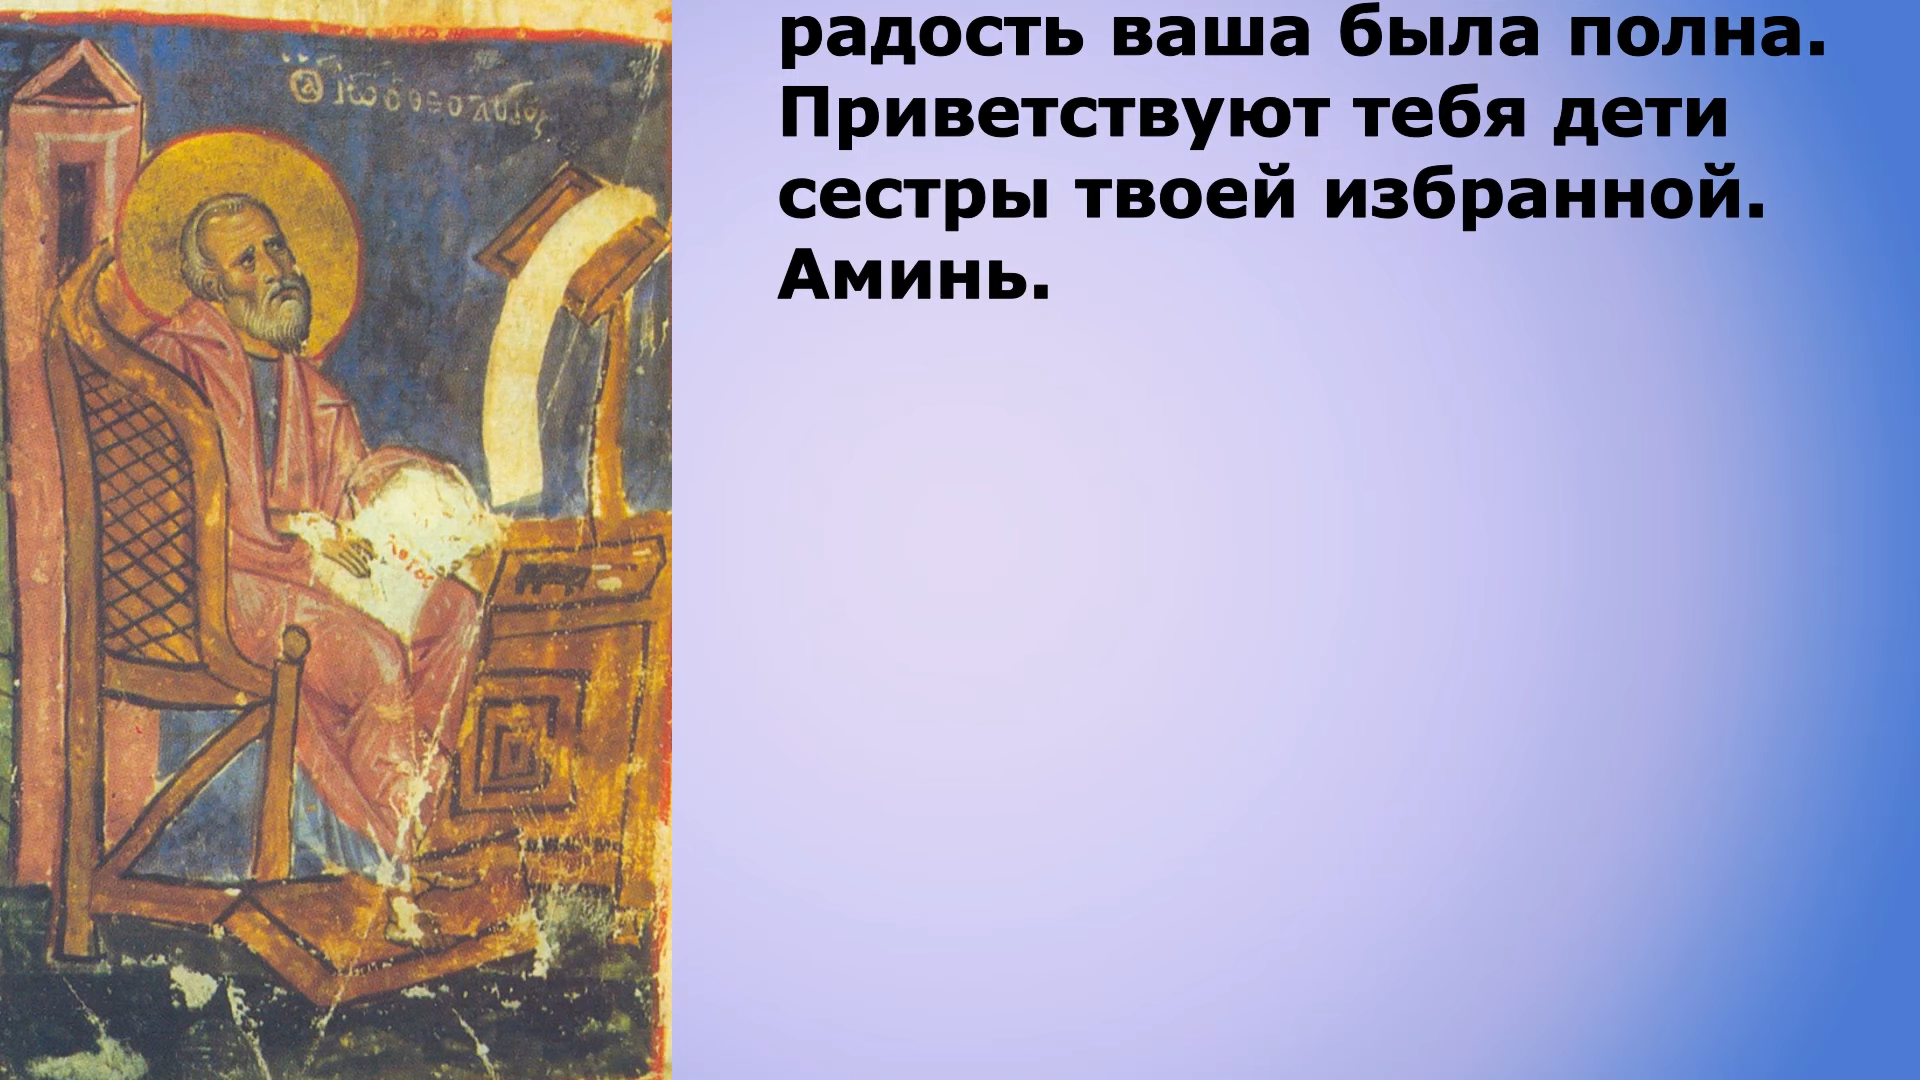 радость ваша была полна.
Приветствуют тебя дети
сестры твоей избранной.
Аминь.